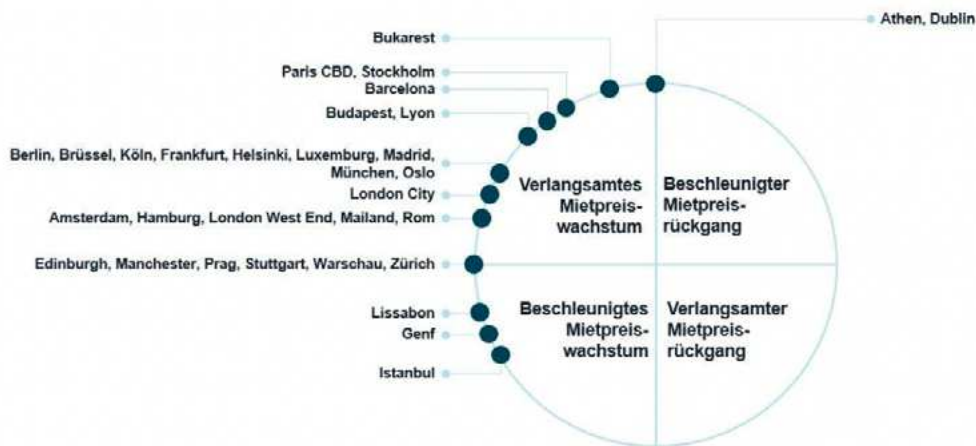 Athen, Dublin
Bukarest
Paris CBD, Stockholm
Barcelona
Budapest, Lyon
Berlin, Brüssel, Köln, Frankfurt, Helsinki, Luxemburg, Madrid,
München, Oslo
London City
Amsterdam, Hamburg, London West End, Mailand, Rom
Edinburgh, Manchester, Prag, Stuttgart, Warschau, Zürich
Lissabon
Genf
Istanbul
Verlangsamtes
Mietpreis-
wachstum
Beschleunigter
Mietpreis-
rückgang
Beschleunigtes
Mietpreis-
wachstum
Verlangsamter
Mietpreis-
rückgang